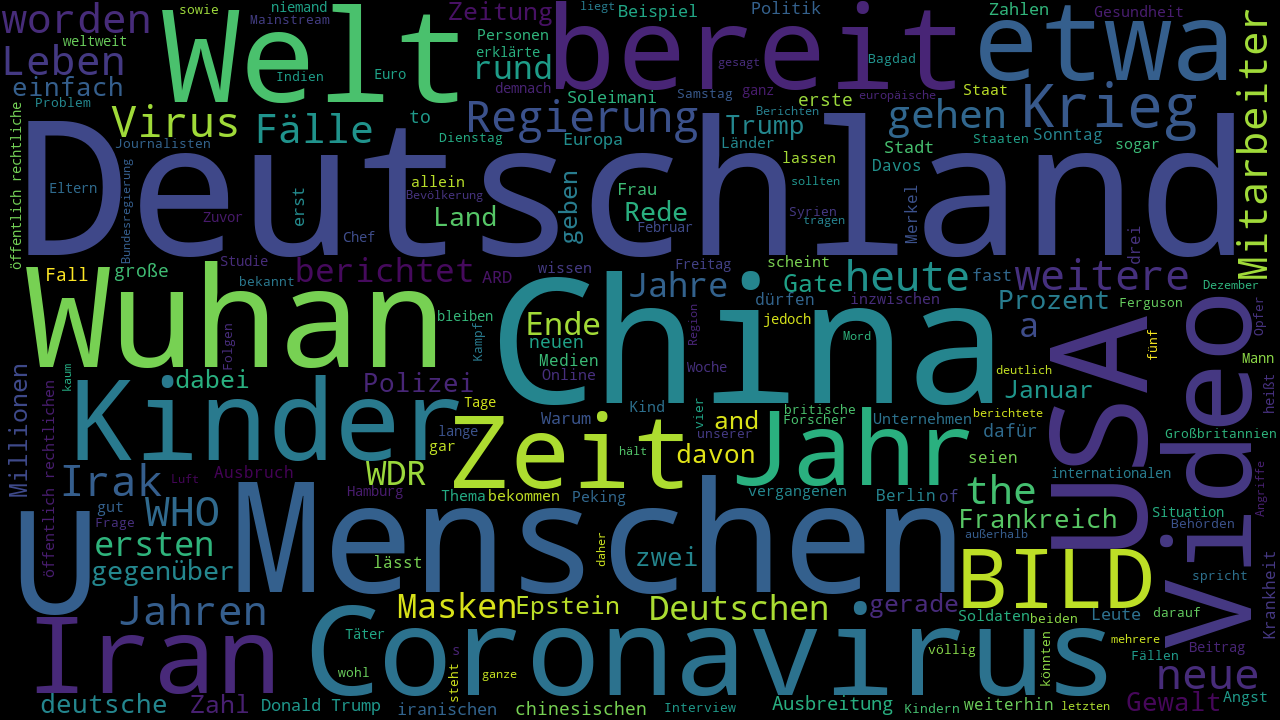 worden
sowie
Welt
niemand
Mainstream
Zeitung
liegt
Beispiel
Politik
Zahlen
Gesundheit
weltweit
Leben
einfach
Indien
Euro
Personen
erklärte
rund
demnach
bereit
gesagt
Bagdad
ganz
europäische
etwa
Staat
Mitarbeiter
Problem
Virus
Fälle
to
Soleimani
Samstag
erste
Berichten
Regierung
Trump
gehen
Krieg
Journalisten
Dienstag
Europa
Länder
Stadt
Staaten
Sonntag
sogar
öffentlich rechtliche
Deutschland
Eltern
Bundesregierung
Zuvor
erst
allein
Bevölkerung
Land
Chef
geben
Frau
Rede
Februar
lassen
sollten
Syrien
tragen
Davos
Merkel
drei
Fall
große
Studie
bekannt
berichtet
ARD
wissen
Freitag
scheint
Jahre
Gate
heute
fast
weitere
Dezember
Wuhan
Folgen
bleiben
Kampf
China
Ende
neuen
Medien
Online
dürfen
inzwischen
jedoch
Region
Mord
Woche
Prozent
a
Ferguson
fünf
Opfer
Mann
USA
Video
Millionen
kaum
dabei
Polizei
Kinder
Tage
Warum
Kind
vier
britische
Forscher
Unternehmen
deutlich
Januar
berichtete
dafür
heißt
Großbritannien
öffentlich rechtlichen
lange
gar
Zeit
and
unserer
hält
davon
Jahr
seien
internationalen
Irak
Luft
Ausbruch
WDR
Hamburg
Thema
bekommen
Peking
vergangenen
Berlin
of
the
Situation
Angriffe
gut
Frage
WHO
Menschen
Frankreich
Behörden
ersten
gegenüber
lässt
daher
zwei
außerhalb
U
BILD
spricht
Krankheit
Jahren
Masken
Epstein
Deutschen
gerade
Soldaten
beiden
Leute
darauf
Iran
Täter
Coronavirus
s
völlig
könnten
mehrere
Fällen
Beitrag
wohl
steht
ganze
neue
deutsche
Zahl
Donald Trump
iranischen
chinesischen
Interview
Ausbreitung
Kindern
weiterhin
letzten
Gewalt
Angst